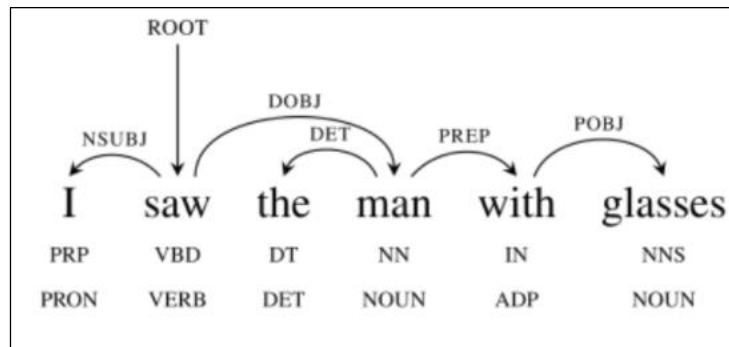 ROOT
DOBJ
NSUBJ DET PREP POBJ
I saw the man with glasses
PRP VBD DT NN IN NNS
PRON VERB DET NOUN ADP NOUN